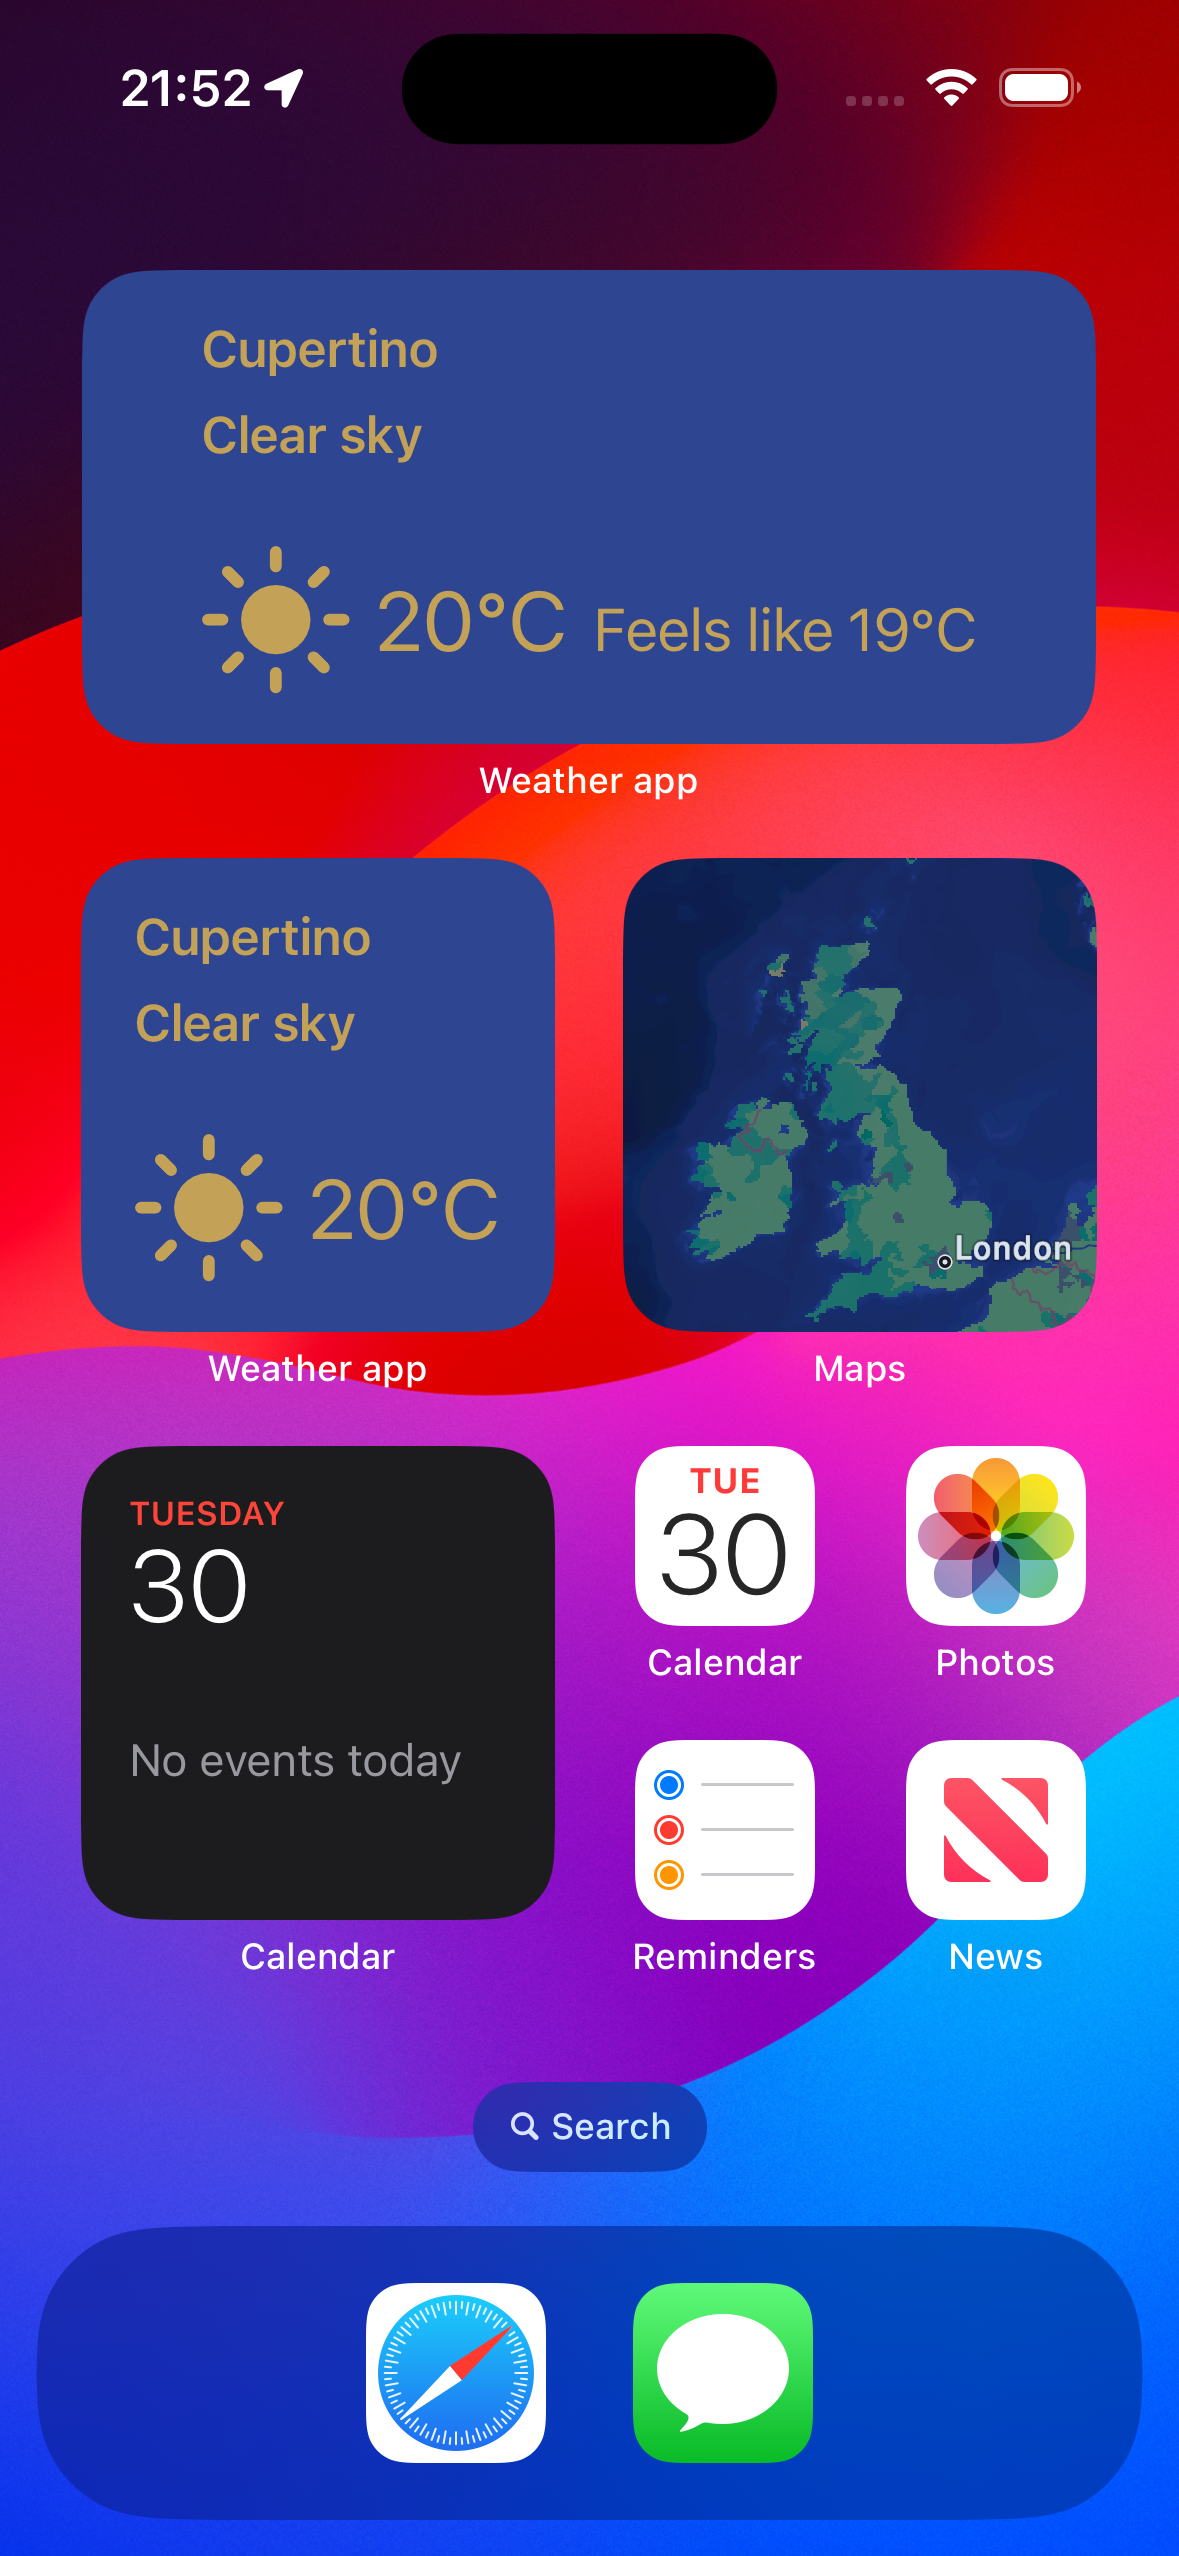 21:52
Cupertino
Clear sky
20°C Feels like 19°C
Weather app
Cupertino
Clear sky
20°C
Weather app
London
Maps
TUESDAY
30
No events today
Calendar
TUE
30
Calendar
Photos
Reminders
News
Search